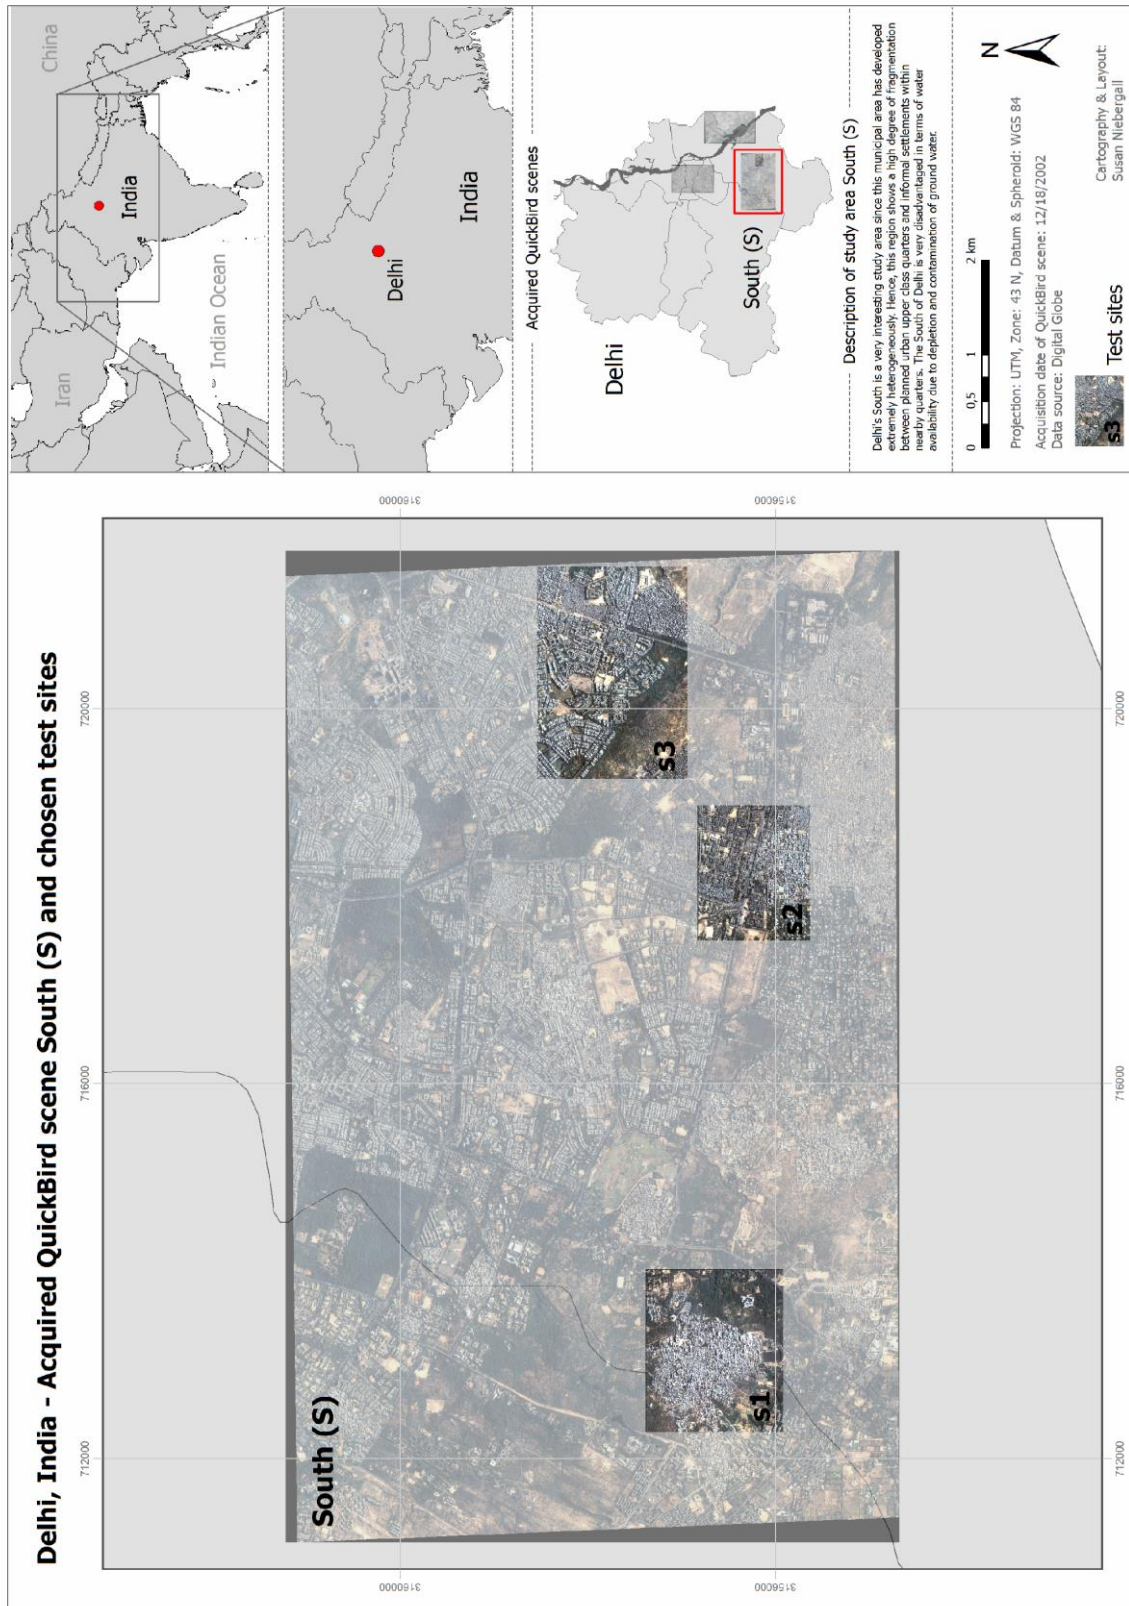 Delhi, India - Acquired QuickBird scene South (S) and chosen test sites
712000
716000
720000
3160000
3160000
3156000
3156000
712000
716000
720000
South (S)
s1
s2
s3
China
Iran
India
Indian Ocean
Delhi
India
Acquired QuickBird scenes
Delhi
South (S)
Description of study area South (S)
Delhi's South is a very interesting study area since this municipal area has developed
extremely heterogeneously. Hence, this region shows a high degree of fragmentation
between planned urban upper class quarters and informal settlements within
nearby quarters. The South of Delhi is very disadvantaged in terms of water
availability due to depletion and contamination of ground water.
0 0,5 1 2 km
N
Projection: UTM, Zone: 43 N, Datum & Spheroid: WGS 84
Acquisition date of QuickBird scene: 12/18/2002
Data source: Digital Globe
s3
Test sites
Cartography & Layout:
Susan Niebergall